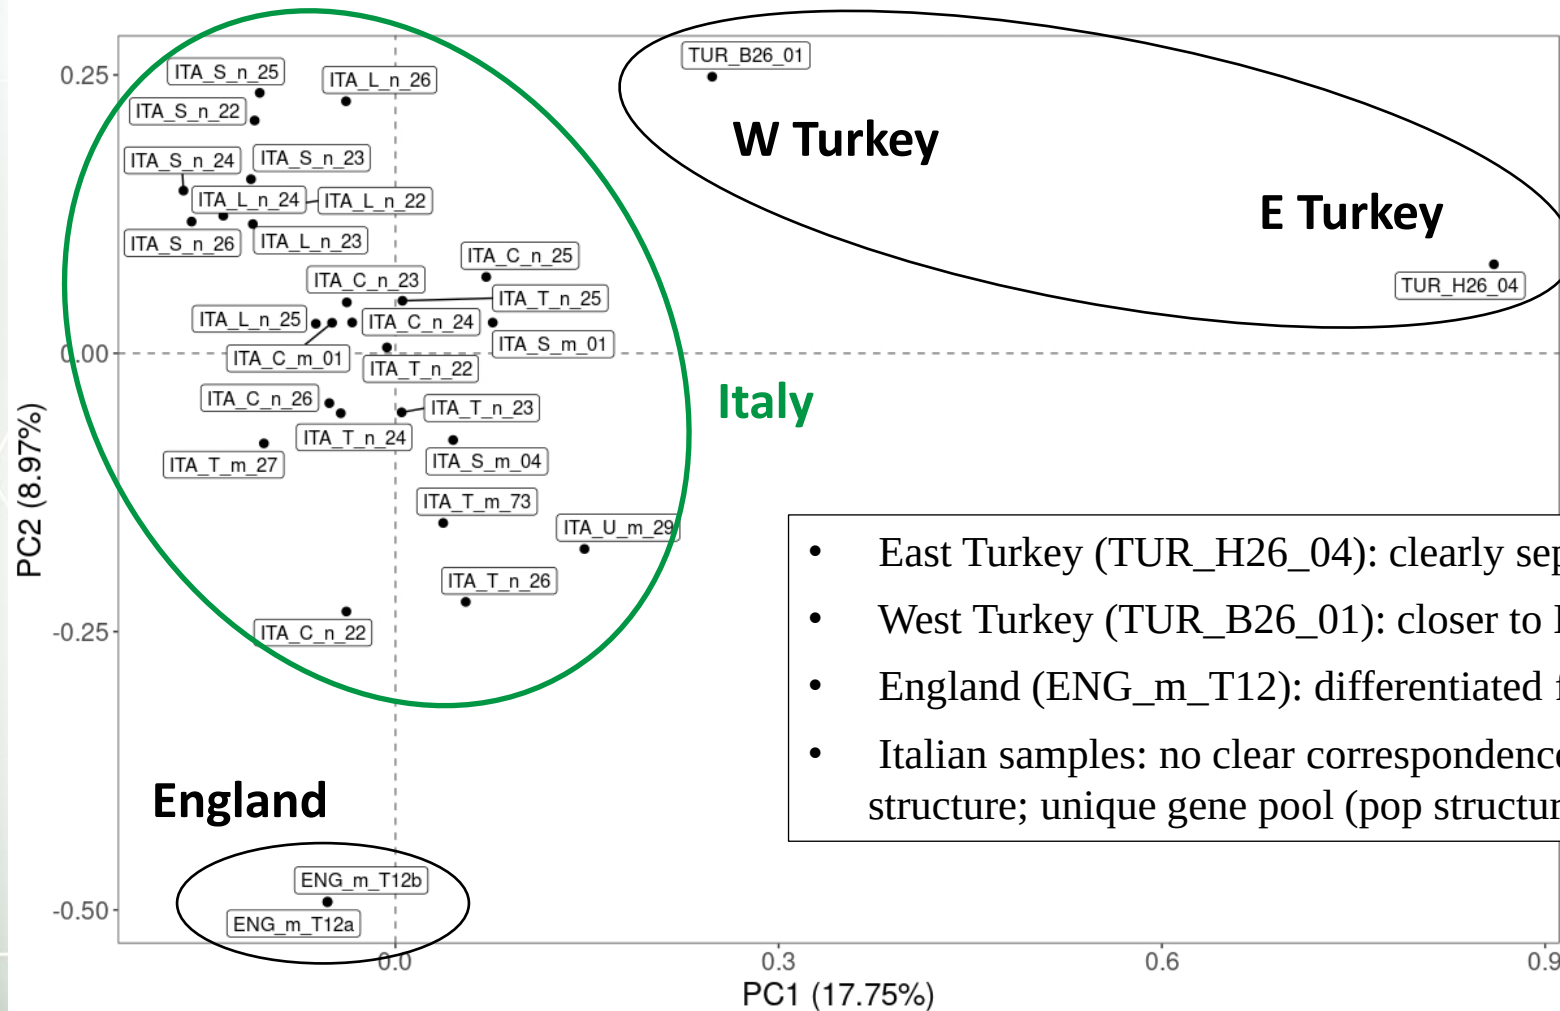 TUR_B26_01
ITA_S_n_25
ITA_L_n_26
0.25
ITA_S_n_22
W Turkey
ITA_S_n_24
ITA_S_n_23
ITA_L_n_24
ITA_L_n_22
E Turkey
ITA_S_n_26
ITA_L_n_23
ITA_C_n_25
ITA_C_n_23
TUR_H26_04
ITA_T_n_25
ITA_L_n_25
ITA_C_n_24
ITA_S_m_01
0.00
ITA_C_m_01
ITA_T_n_22
ITA_C_n_26
Italy
ITA_T_n_23
ITA_T_n_24
ITA_T_m_27
ITA_S_m_04
PC2 (8.97%)
ITA_T_m_73
ITA_U_m_29
ITA_T_n_26
-0.25
ITA_C_n_22
• East Turkey (TUR_H26_04): clearly sep
• West Turkey (TUR_B26_01): closer to
• England (ENG_m_T12): differentiated
• Italian samples: no clear correspondence
structure; unique gene pool (pop structur
England
ENG_m_T12b
-0.50
ENG_m_T12a
0.0
0.3
0.6
0.9
PC1 (17.75%)